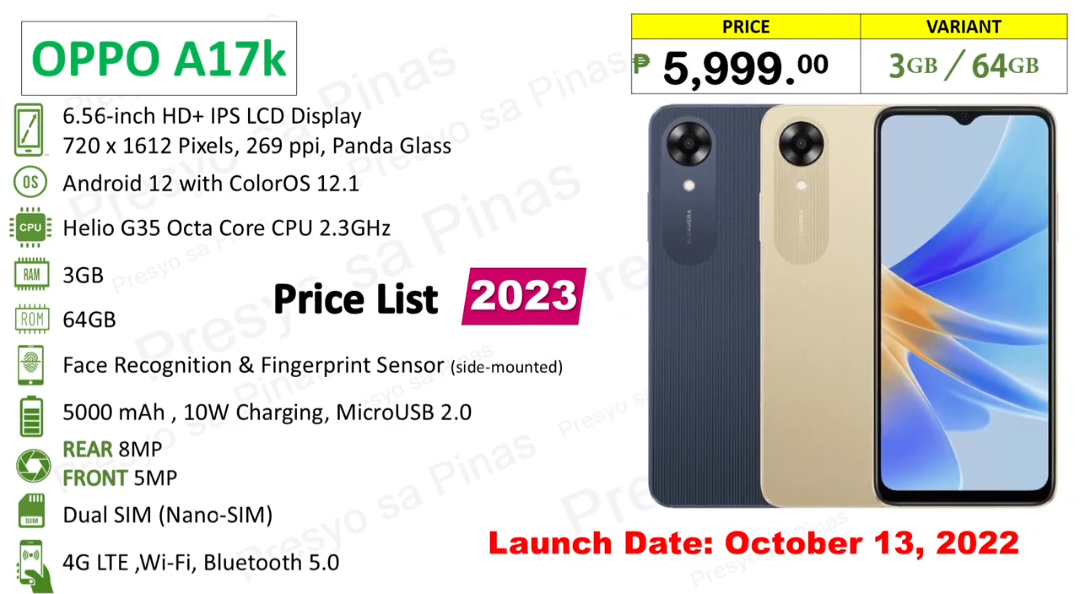 OPPO A17k
PRICE
VARIANT
₱ 5,999.00
3GB / 64GB
6.56-inch HD+ IPS LCD Display
720 x 1612 Pixels, 269 ppi, Panda Glass
OS
Android 12 with ColorOS 12.1
CPU
Helio G35 Octa Core CPU 2.3GHz
RAM
3GB
Price List 2023
ROM
64GB
Face Recognition & Fingerprint Sensor (side-mounted)
5000 mAh , 10W Charging, MicroUSB 2.0
REAR 8MP
FRONT 5MP
SIM
Dual SIM (Nano-SIM)
Launch Date: October 13, 2022
4G LTE ,Wi-Fi, Bluetooth 5.0
Presyo sa Pinas